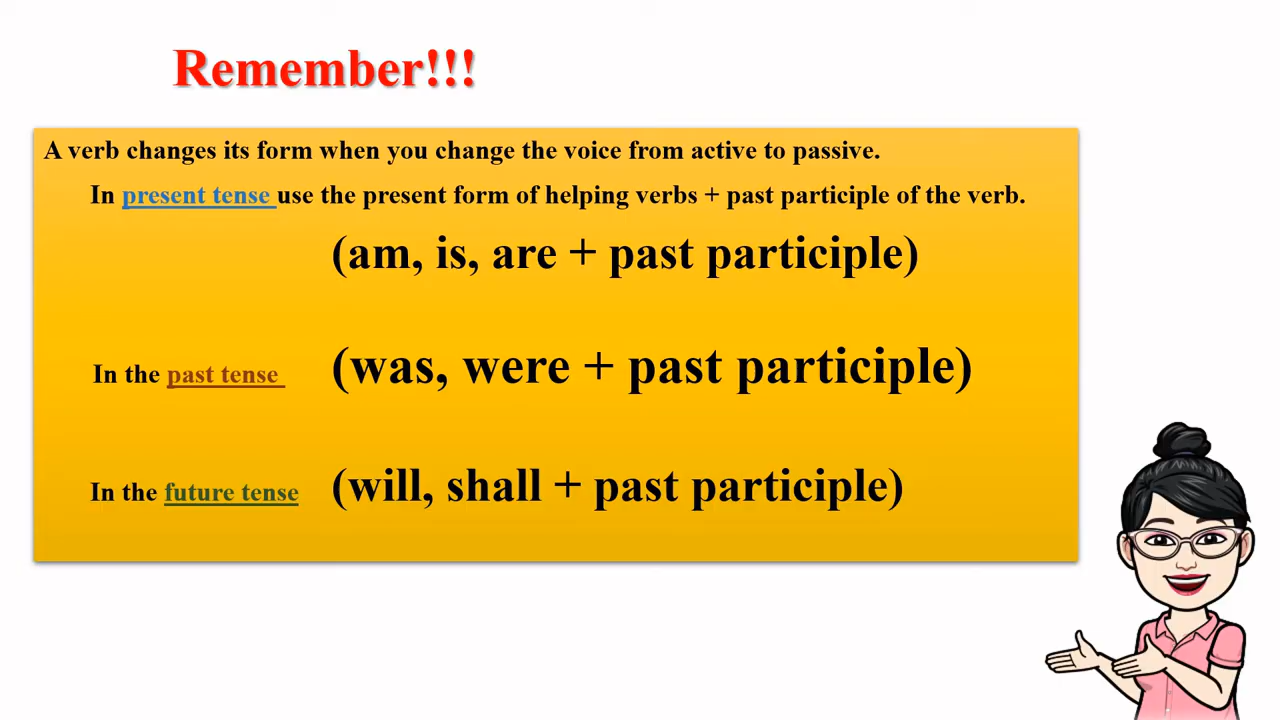 Remember!!!
A verb changes its form when you change the voice from active to passive.
In present tense use the present form of helping verbs + past participle of the verb.
(am, is, are + past participle)
In the past tense (was, were + past participle)
In the future tense (will, shall + past participle)